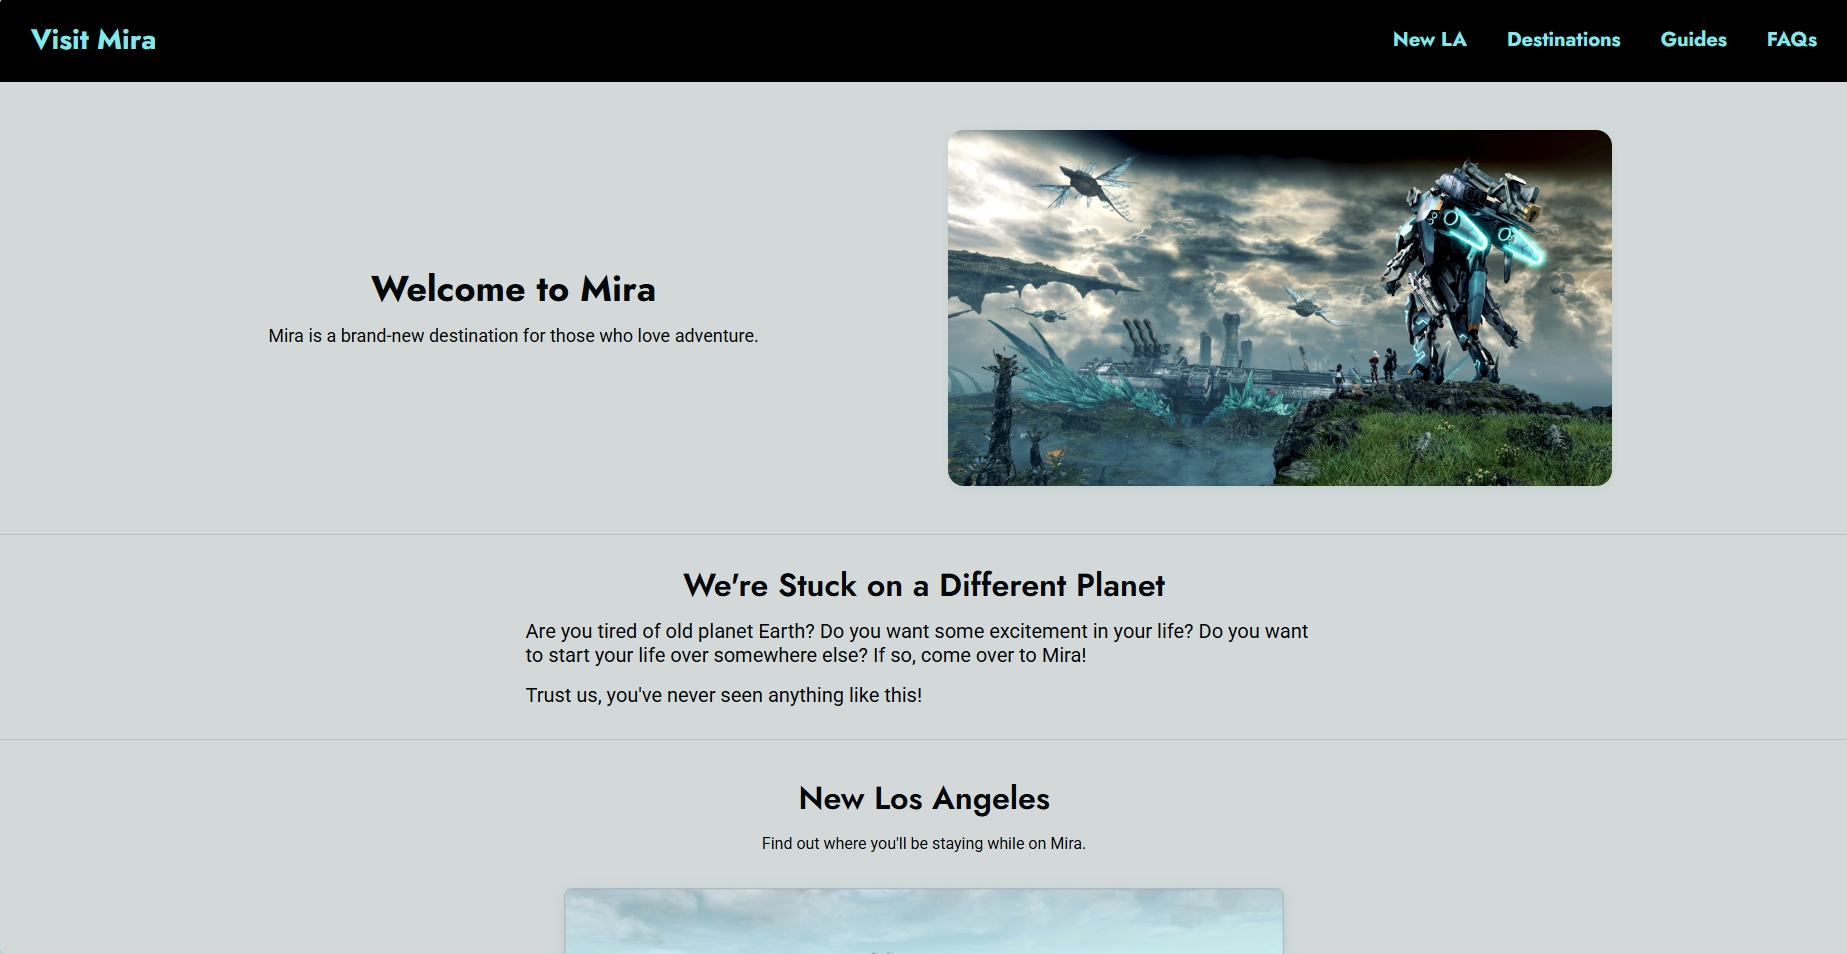 Visit Mira
New LA
Destinations
Guides
FAQs
Welcome to Mira
Mira is a brand-new destination for those who love adventure.
We're Stuck on a Different Planet
Are you tired of old planet Earth? Do you want some excitement in your life? Do you want
to start your life over somewhere else? If so, come over to Mira!
Trust us, you've never seen anything like this!
New Los Angeles
Find out where you'll be staying while on Mira.